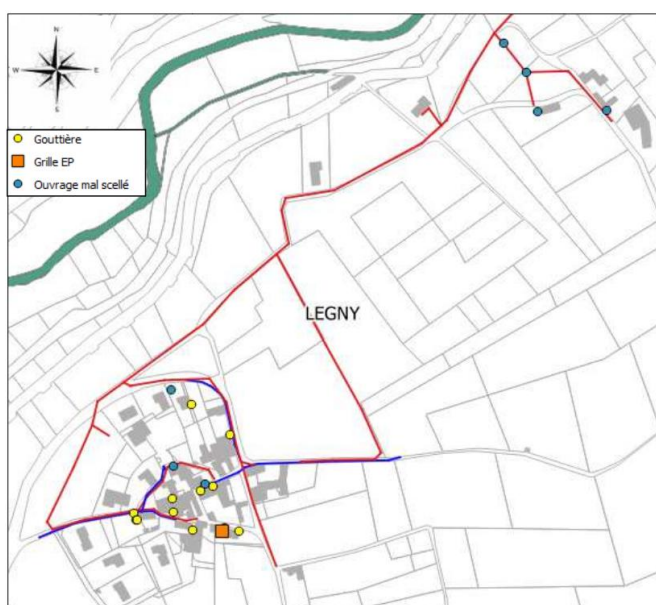 N
W E
S
Gouttière
Grille EP
Ouvrage mal scellé
LEGNY